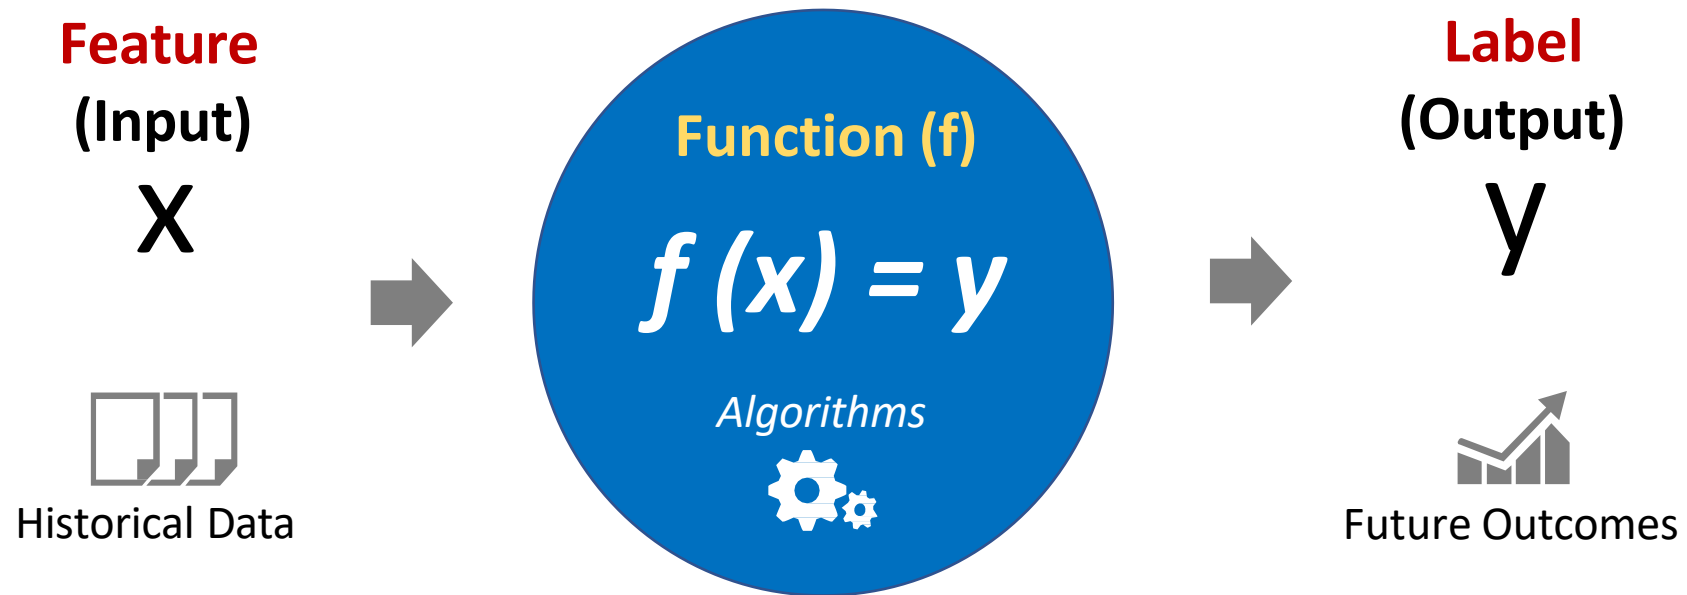 Feature
(Input)
X
Historical Data
Function (f)
f (x) = y
Algorithms
Label
(Output)
y
Future Outcomes